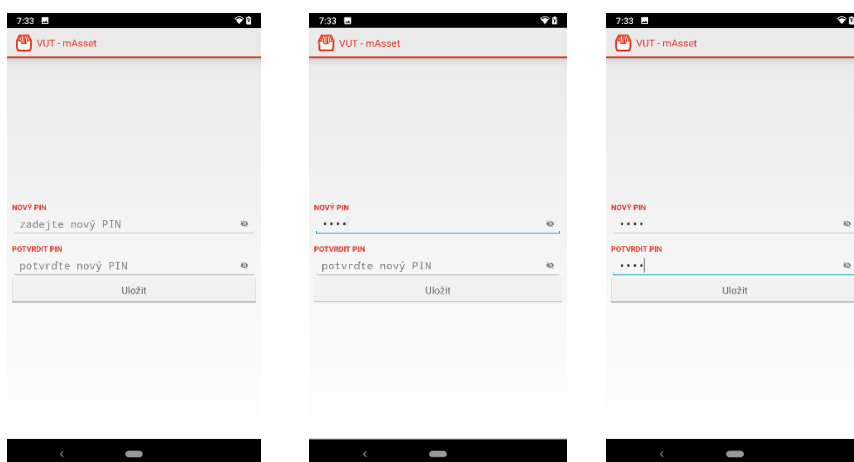 7:33
VUT - mAsset
NOVÝ PIN
zadejte nový PIN
POTVRDIT PIN
potvrďte nový PIN
Uložit
7:33
VUT - mAsset
NOVÝ PIN
••••
POTVRDIT PIN
potvrďte nový PIN
Uložit
7:33
VUT - mAsset
NOVÝ PIN
••••
POTVRDIT PIN
••••
Uložit